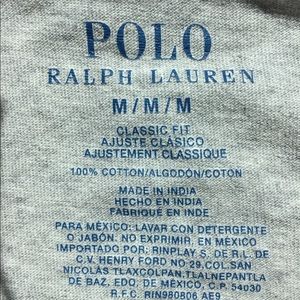 POLO
RALPH LAUREN
M/M/M
CLASSIC FIT
AJUSTE CLÁSICO
AJUSTEMENT CLASSIQUE
100% COTTON/ALGODÓN/COTON
MADE IN INDIA
HECHO EN INDIA
FABRIQUÉ EN INDE
PARA MÉXICO: LAVAR CON DETERGENTE
O JABÓN: NO EXPRIMIR. EN MÉXICO
IMPORTADO POR: RINPLAY S. DE R.L. DE
C.V. HENRY FORD NO 29,COL.SAN
NICOLÁS TLAXCOLPAN.TLALNEPANTLA
DE BAZ, EDO. DE MÉXICO, C.P. 54030
R.F.C. RIN980806 AE9